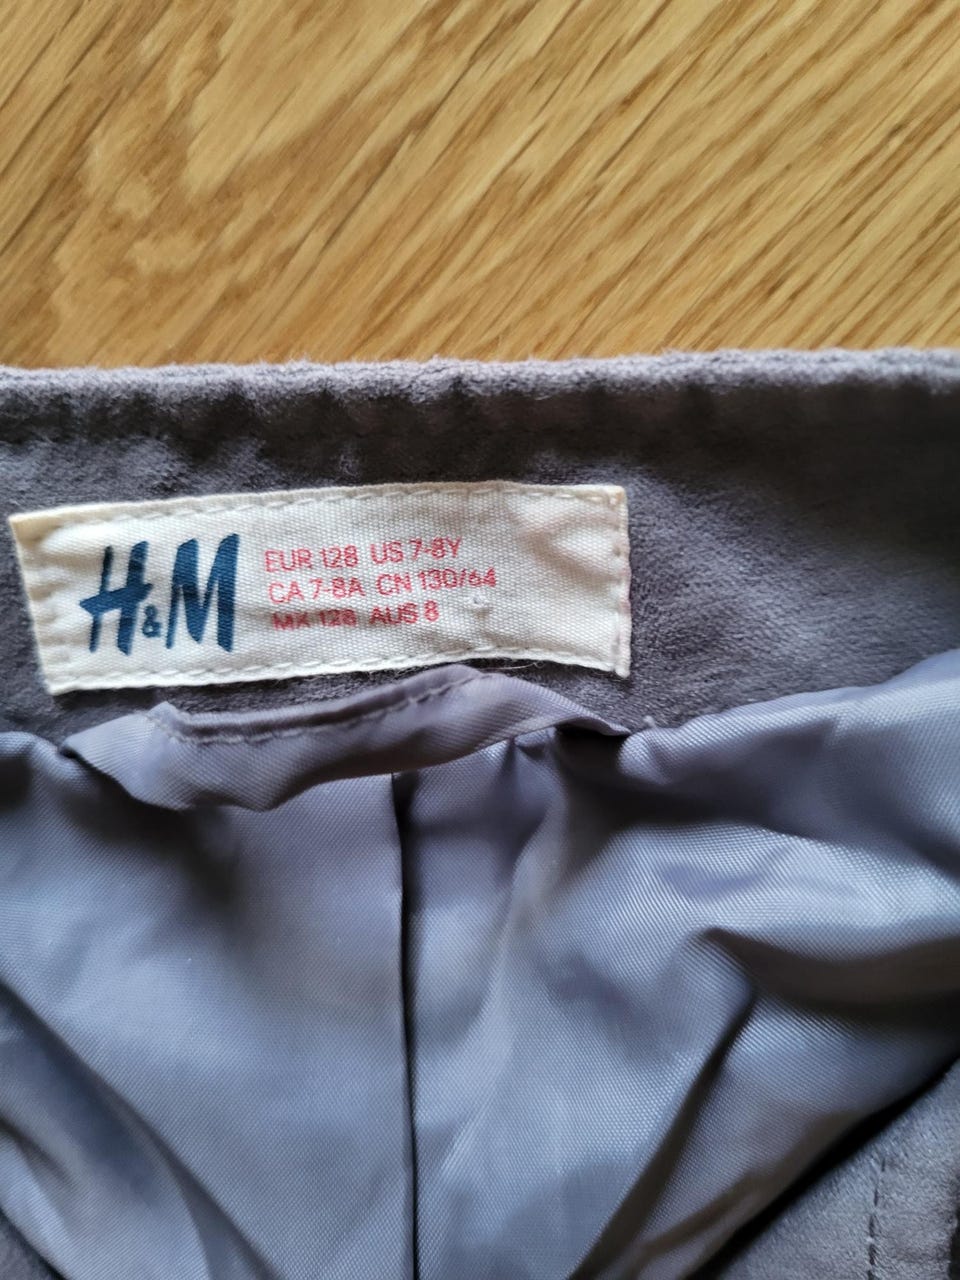 H&M
EUR 128 US 7-8Y
CA 7-8A CN 130/64
MX 128 AUS 8